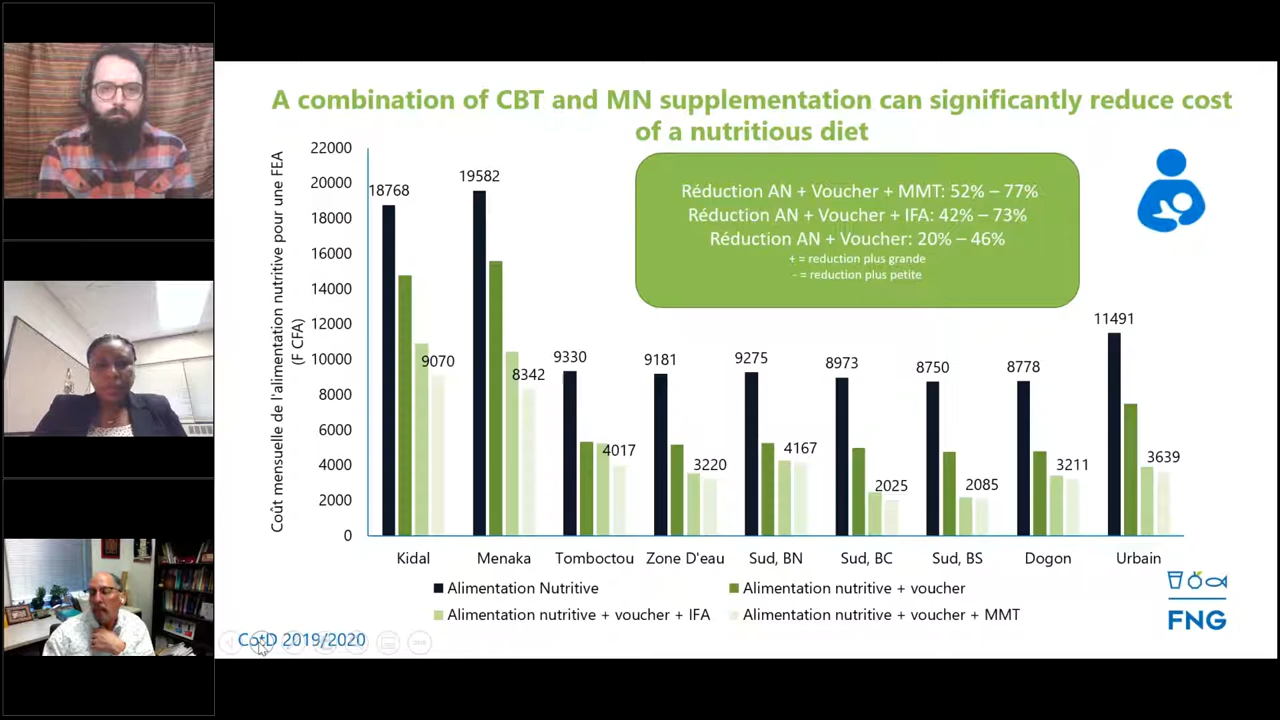 A combination of CBT and MN supplementation can significantly reduce cost
of a nutritious diet
Coût mensuelle de l'alimentation nutritive pour une FEA
(F CFA)
22000
20000
18000
16000
14000
12000
10000
8000
6000
4000
2000
0
Réduction AN + Voucher + MMT: 52% – 77%
Réduction AN + Voucher + IFA: 42% – 73%
Réduction AN + Voucher: 20% – 46%
+ = reduction plus grande
- = reduction plus petite
18768
9070
19582
8342
9330
4017
9181
3220
9275
4167
8973
2025
8750
2085
8778
3211
11491
3639
Kidal Menaka Tomboctou Zone D'eau Sud, BN Sud, BC Sud, BS Dogon Urbain
Alimentation Nutritive Alimentation nutritive + voucher
Alimentation nutritive + voucher + IFA Alimentation nutritive + voucher + MMT
FNG
CotD 2019/2020